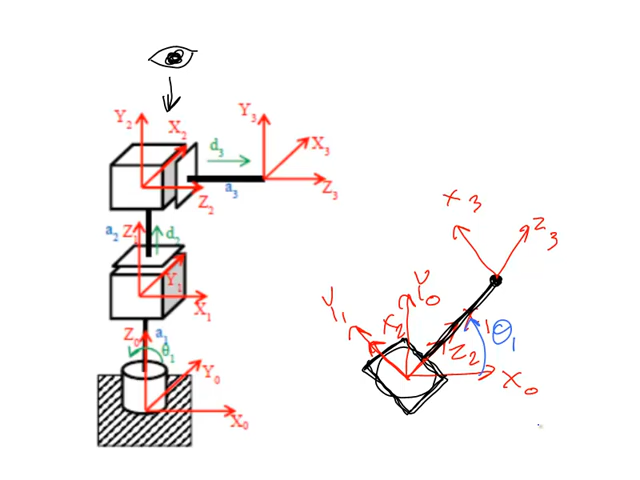 Y₂
X₂
Y₃
X₃
d₃
Z₂
a₃
Z₃
a₂
Z₁
d₂
Y₁
X₁
Z₀
a₁
θ₁
Y₀
X₀
X₃
Z₃
Y₁
Y₀
X₂
θ₁
Z₂
X₀